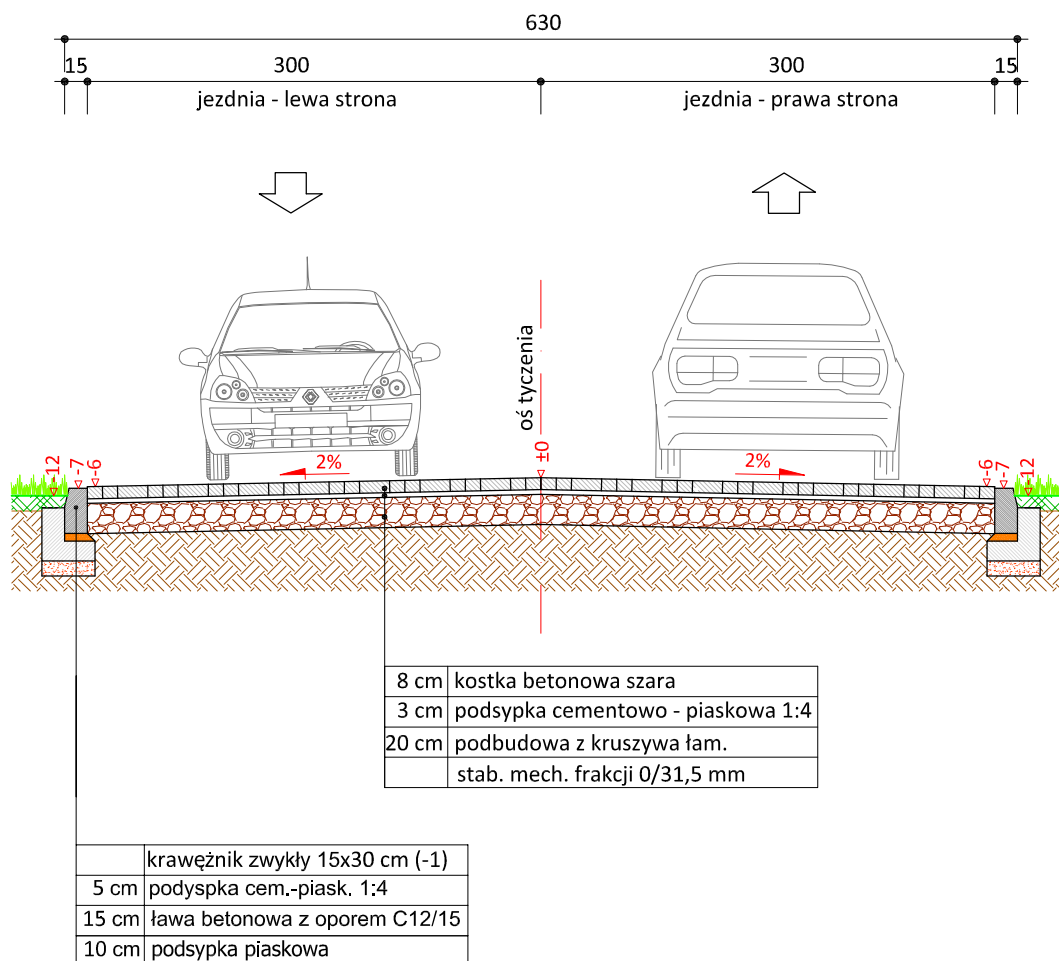 630
15 300 300 15
jezdnia - lewa strona jezdnia - prawa strona
oś tyczenia
-12 -7 -6 2% ±0 2% -6 -7 -12
8 cm kostka betonowa szara
3 cm podsypka cementowo - piaskowa 1:4
20 cm podbudowa z kruszywa łam.
stab. mech. frakcji 0/31,5 mm
krawężnik zwykły 15x30 cm (-1)
5 cm podyspka cem.-piask. 1:4
15 cm ława betonowa z oporem C12/15
10 cm podsypka piaskowa